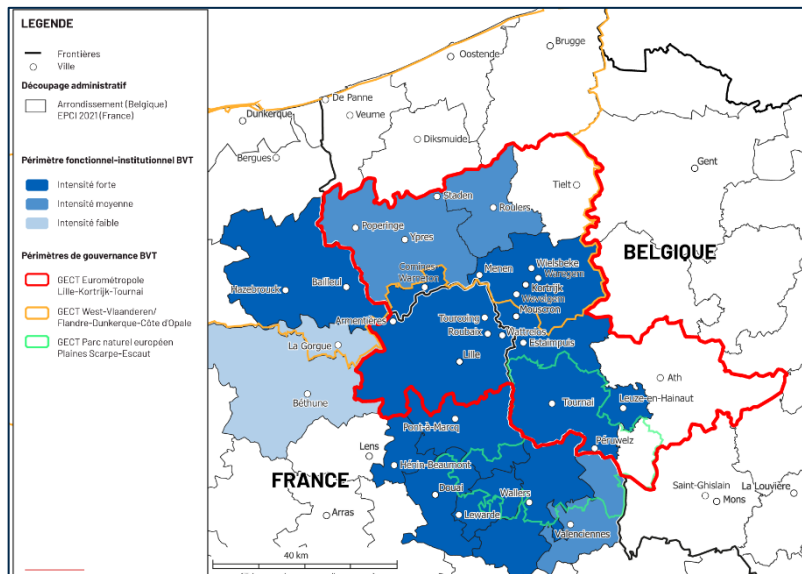 LEGENDE
Frontières
Ville
Découpage administratif
Arrondissement (Belgique)
EPCI 2021 (France)
Périmètre fonctionnel-institutionnel BVT
Intensité forte
Intensité moyenne
Intensité faible
Périmètres de gouvernance BVT
GECT Eurométropole
Lille-Kortrijk-Tournai
GECT West-Vlaanderen/
Flandre-Dunkerque-Côte d'Opale
GECT Parc naturel européen
Plaines Scarpe-Escaut
Brugge
Oostende
De Panne
Dunkerque
Veurne
Diksmuide
Bergues
Gent
Tielt
Staden
Roulers
Poperinge
Ypres
BELGIQUE
Comines
Warneton
Menen
Wielsbeke
Waregem
Kortrijk
Wevelgem
Mouscron
Hazebrouck
Bailleul
Armentières
Tourcoing
Roubaix
Wattrelos
Estaimpuis
La Gorgue
Lille
Ath
Béthune
Tournai
Leuze-en-Hainaut
Pont-à-Marcq
Péruwelz
Lens
Hénin-Beaumont
FRANCE
Douai
Wallers
Saint-Ghislain
La Louvière
Mons
Arras
Lewarde
Valenciennes
40 km